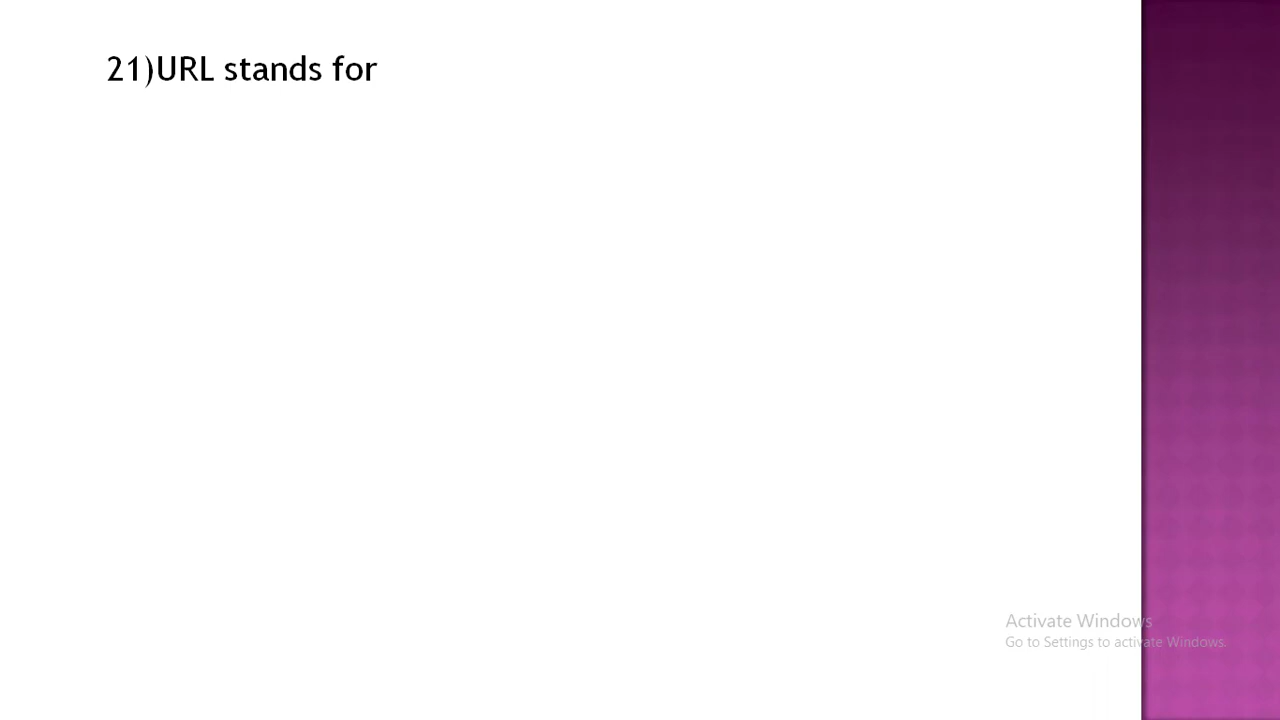 21)URL stands for
Activate Windows
Go to Settings to activate Windows.